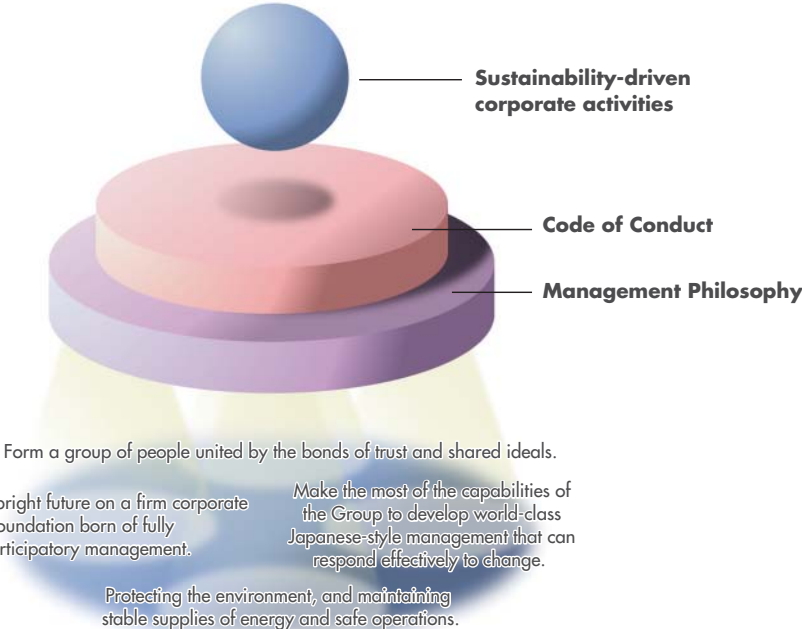 Sustainability-driven
corporate activities
Code of Conduct
Management Philosophy
Form a group of people united by the bonds of trust and shared ideals.
bright future on a firm corporate
born of fully
management.
Make the most of the capabilities of
the Group to develop world-class
Japanese-style management that can
respond effectively to change.
Protecting the environment, and maintaining
stable supplies of energy and safe operations.